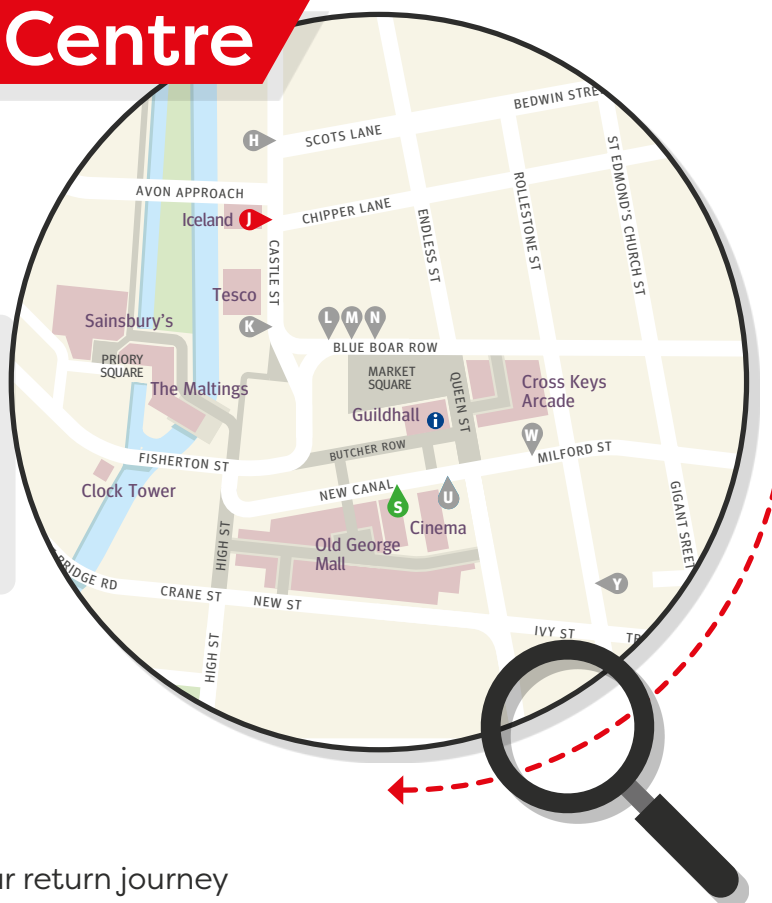 Centre
BEDWIN STRE
SCOTS LANE
H
ST EDMOND'S CHURCH ST
AVON APPROACH
ROLLESTONE ST
CHIPPER LANE
Iceland
J
ENDLESS ST
CASTLE ST
Tesco
Sainsbury's
K
L M N
BLUE BOAR ROW
PRIORY
SQUARE
MARKET
SQUARE
QUEEN ST
The Maltings
Cross Keys
Arcade
Guildhall
i
W
BUTCHER ROW
MILFORD ST
FISHERTON ST
NEW CANAL
Clock Tower
S
U
GIGANT SREET
HIGH ST
Cinema
Old George
Mall
BRIDGE RD
Y
CRANE ST
NEW ST
IVY ST
TR
HIGH ST
ur return journey